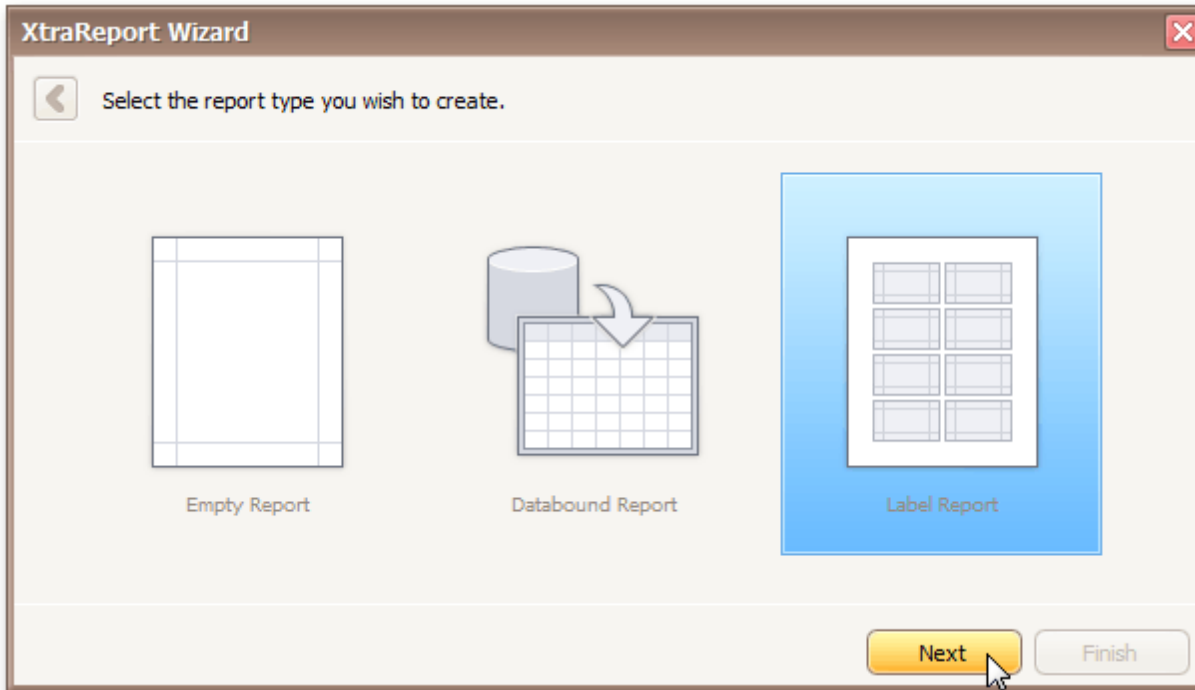 XtraReport Wizard
Select the report type you wish to create.
Empty Report
Databound Report
Label Report
Next
Finish